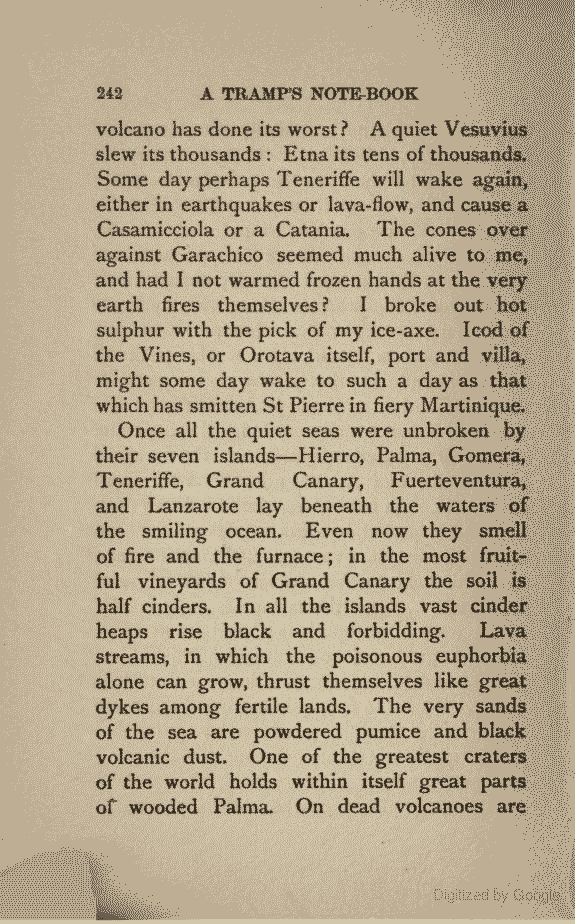 242 A TRAMP'S NOTE-BOOK
volcano has done its worst? A quiet Vesuvius
slew its thousands: Etna its tens of thousands.
Some day perhaps Teneriffe will wake again,
either in earthquakes or lava-flow, and cause a
Casamicciola or a Catania. The cones over
against Garachico seemed much alive to me,
and had I not warmed frozen hands at the very
earth fires themselves? I broke out hot
sulphur with the pick of my ice-axe. Icod of
the Vines, or Orotava itself, port and villa,
might some day wake to such a day as that
which has smitten St Pierre in fiery Martinique.
Once all the quiet seas were unbroken by
their seven islands—Hierro, Palma, Gomera,
Teneriffe, Grand Canary, Fuerteventura,
and Lanzarote lay beneath the waters of
the smiling ocean. Even now they smell
of fire and the furnace; in the most fruit-
ful vineyards of Grand Canary the soil is
half cinders. In all the islands vast cinder
heaps rise black and forbidding. Lava
streams, in which the poisonous euphorbia
alone can grow, thrust themselves like great
dykes among fertile lands. The very sands
of the sea are powdered pumice and black
volcanic dust. One of the greatest craters
of the world holds within itself great parts
of wooded Palma. On dead volcanoes are
Digitized by Google